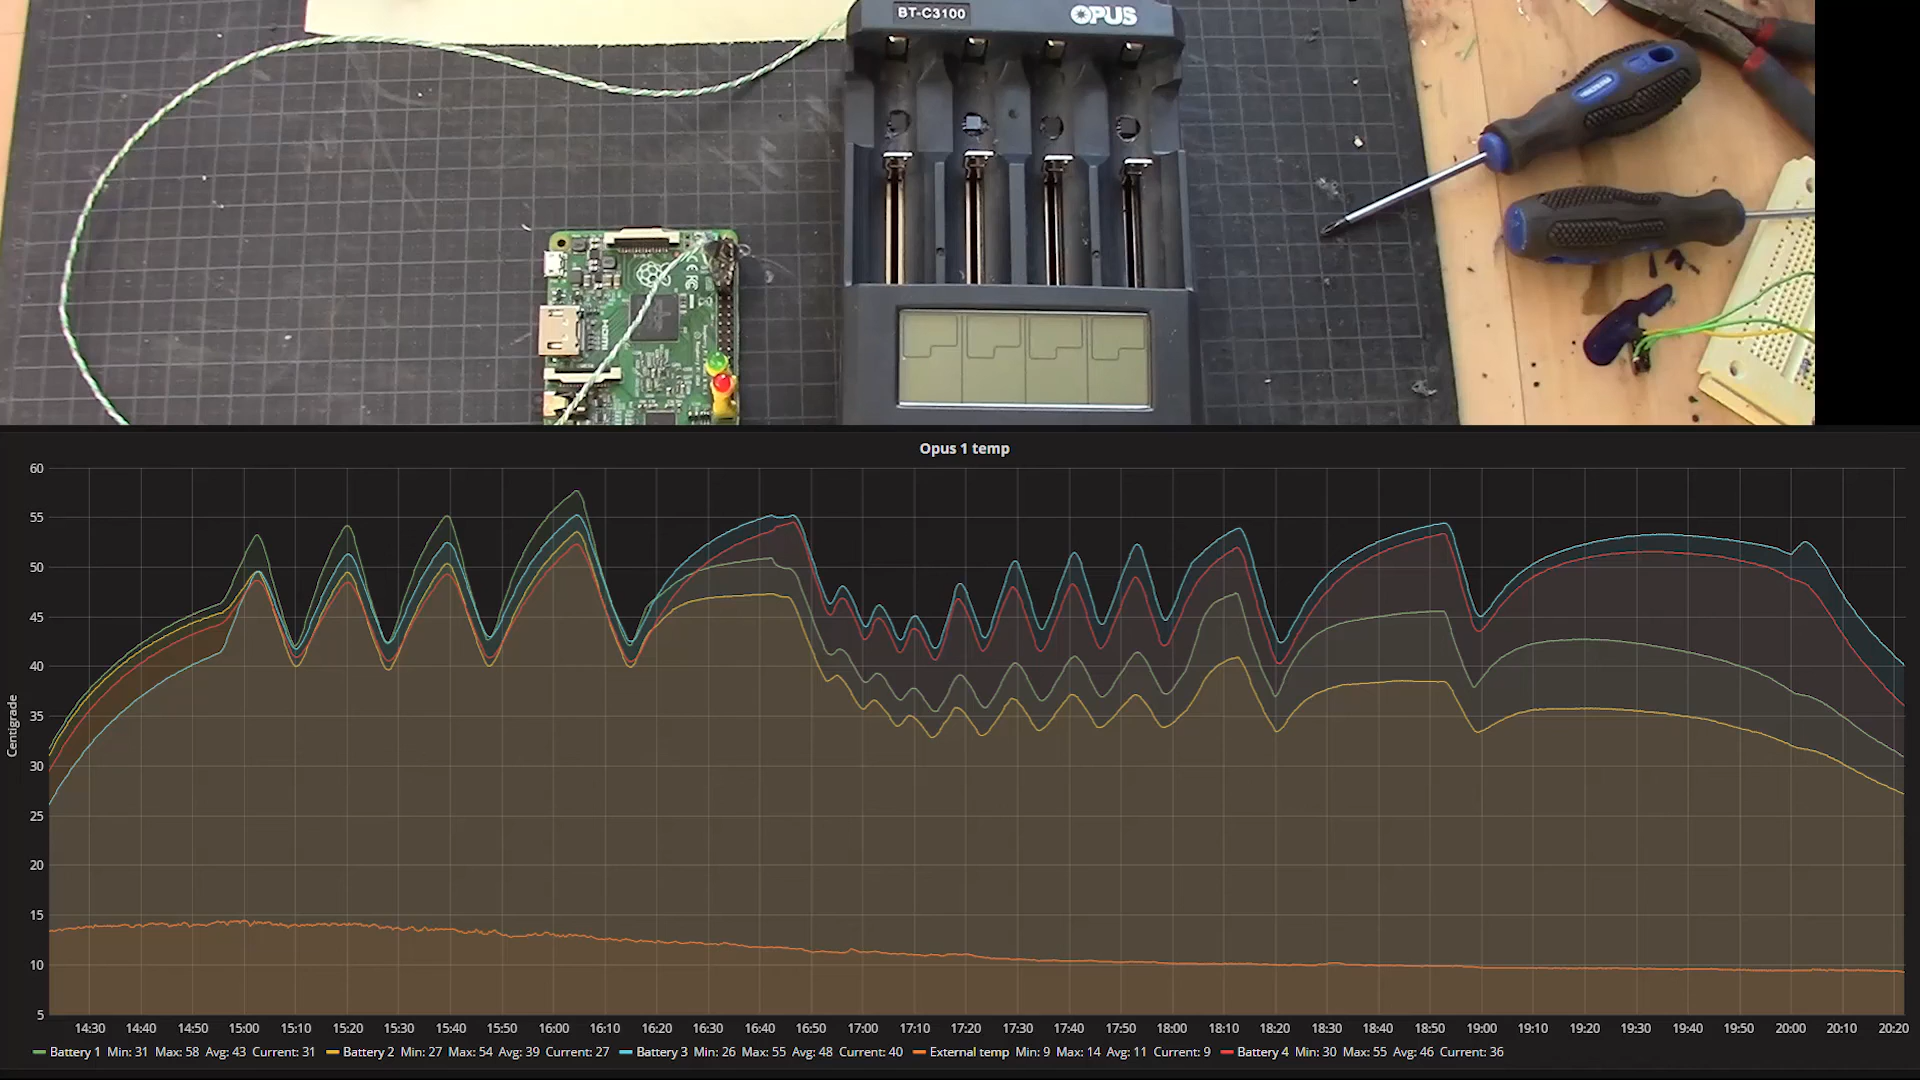 BT-C3100
OPUS
HDMI
Opus 1 temp
60
55
50
45
40
35
30
25
20
15
10
5
Centigrade
14:30 14:40 14:50 15:00 15:10 15:20 15:30 15:40 15:50 16:00 16:10 16:20 16:30 16:40 16:50 17:00 17:10 17:20 17:30 17:40 17:50 18:00 18:10 18:20 18:30 18:40 18:50 19:00 19:10 19:20 19:30 19:40 19:50 20:00 20:10 20:20
Battery 1 Min: 31 Max: 58 Avg: 43 Current: 31 Battery 2 Min: 27 Max: 54 Avg: 39 Current: 27 Battery 3 Min: 26 Max: 55 Avg: 48 Current: 40 External temp Min: 9 Max: 14 Avg: 11 Current: 9 Battery 4 Min: 30 Max: 55 Avg: 46 Current: 36